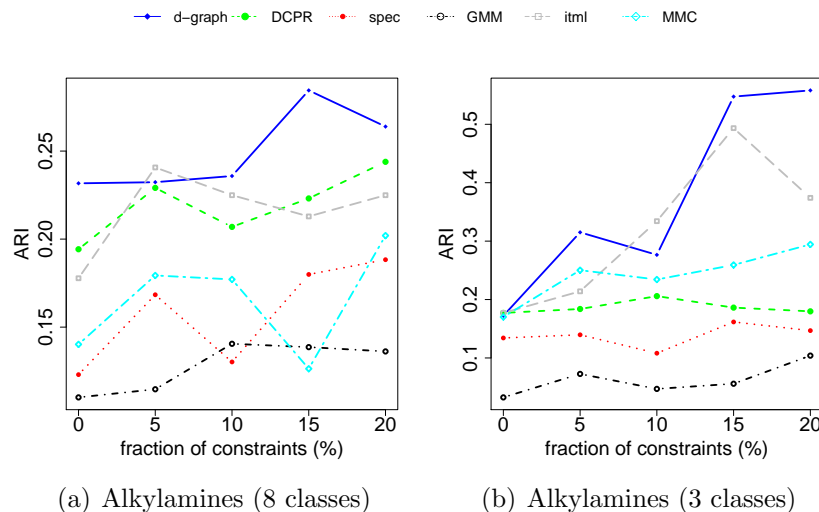 d-graph DCPR spec GMM itml MMC
0.15 0.20 0.25
ARI
0 5 10 15 20
fraction of constraints (%)
(a) Alkylamines (8 classes)
0.1 0.2 0.3 0.4 0.5
ARI
0 5 10 15 20
fraction of constraints (%)
(b) Alkylamines (3 classes)